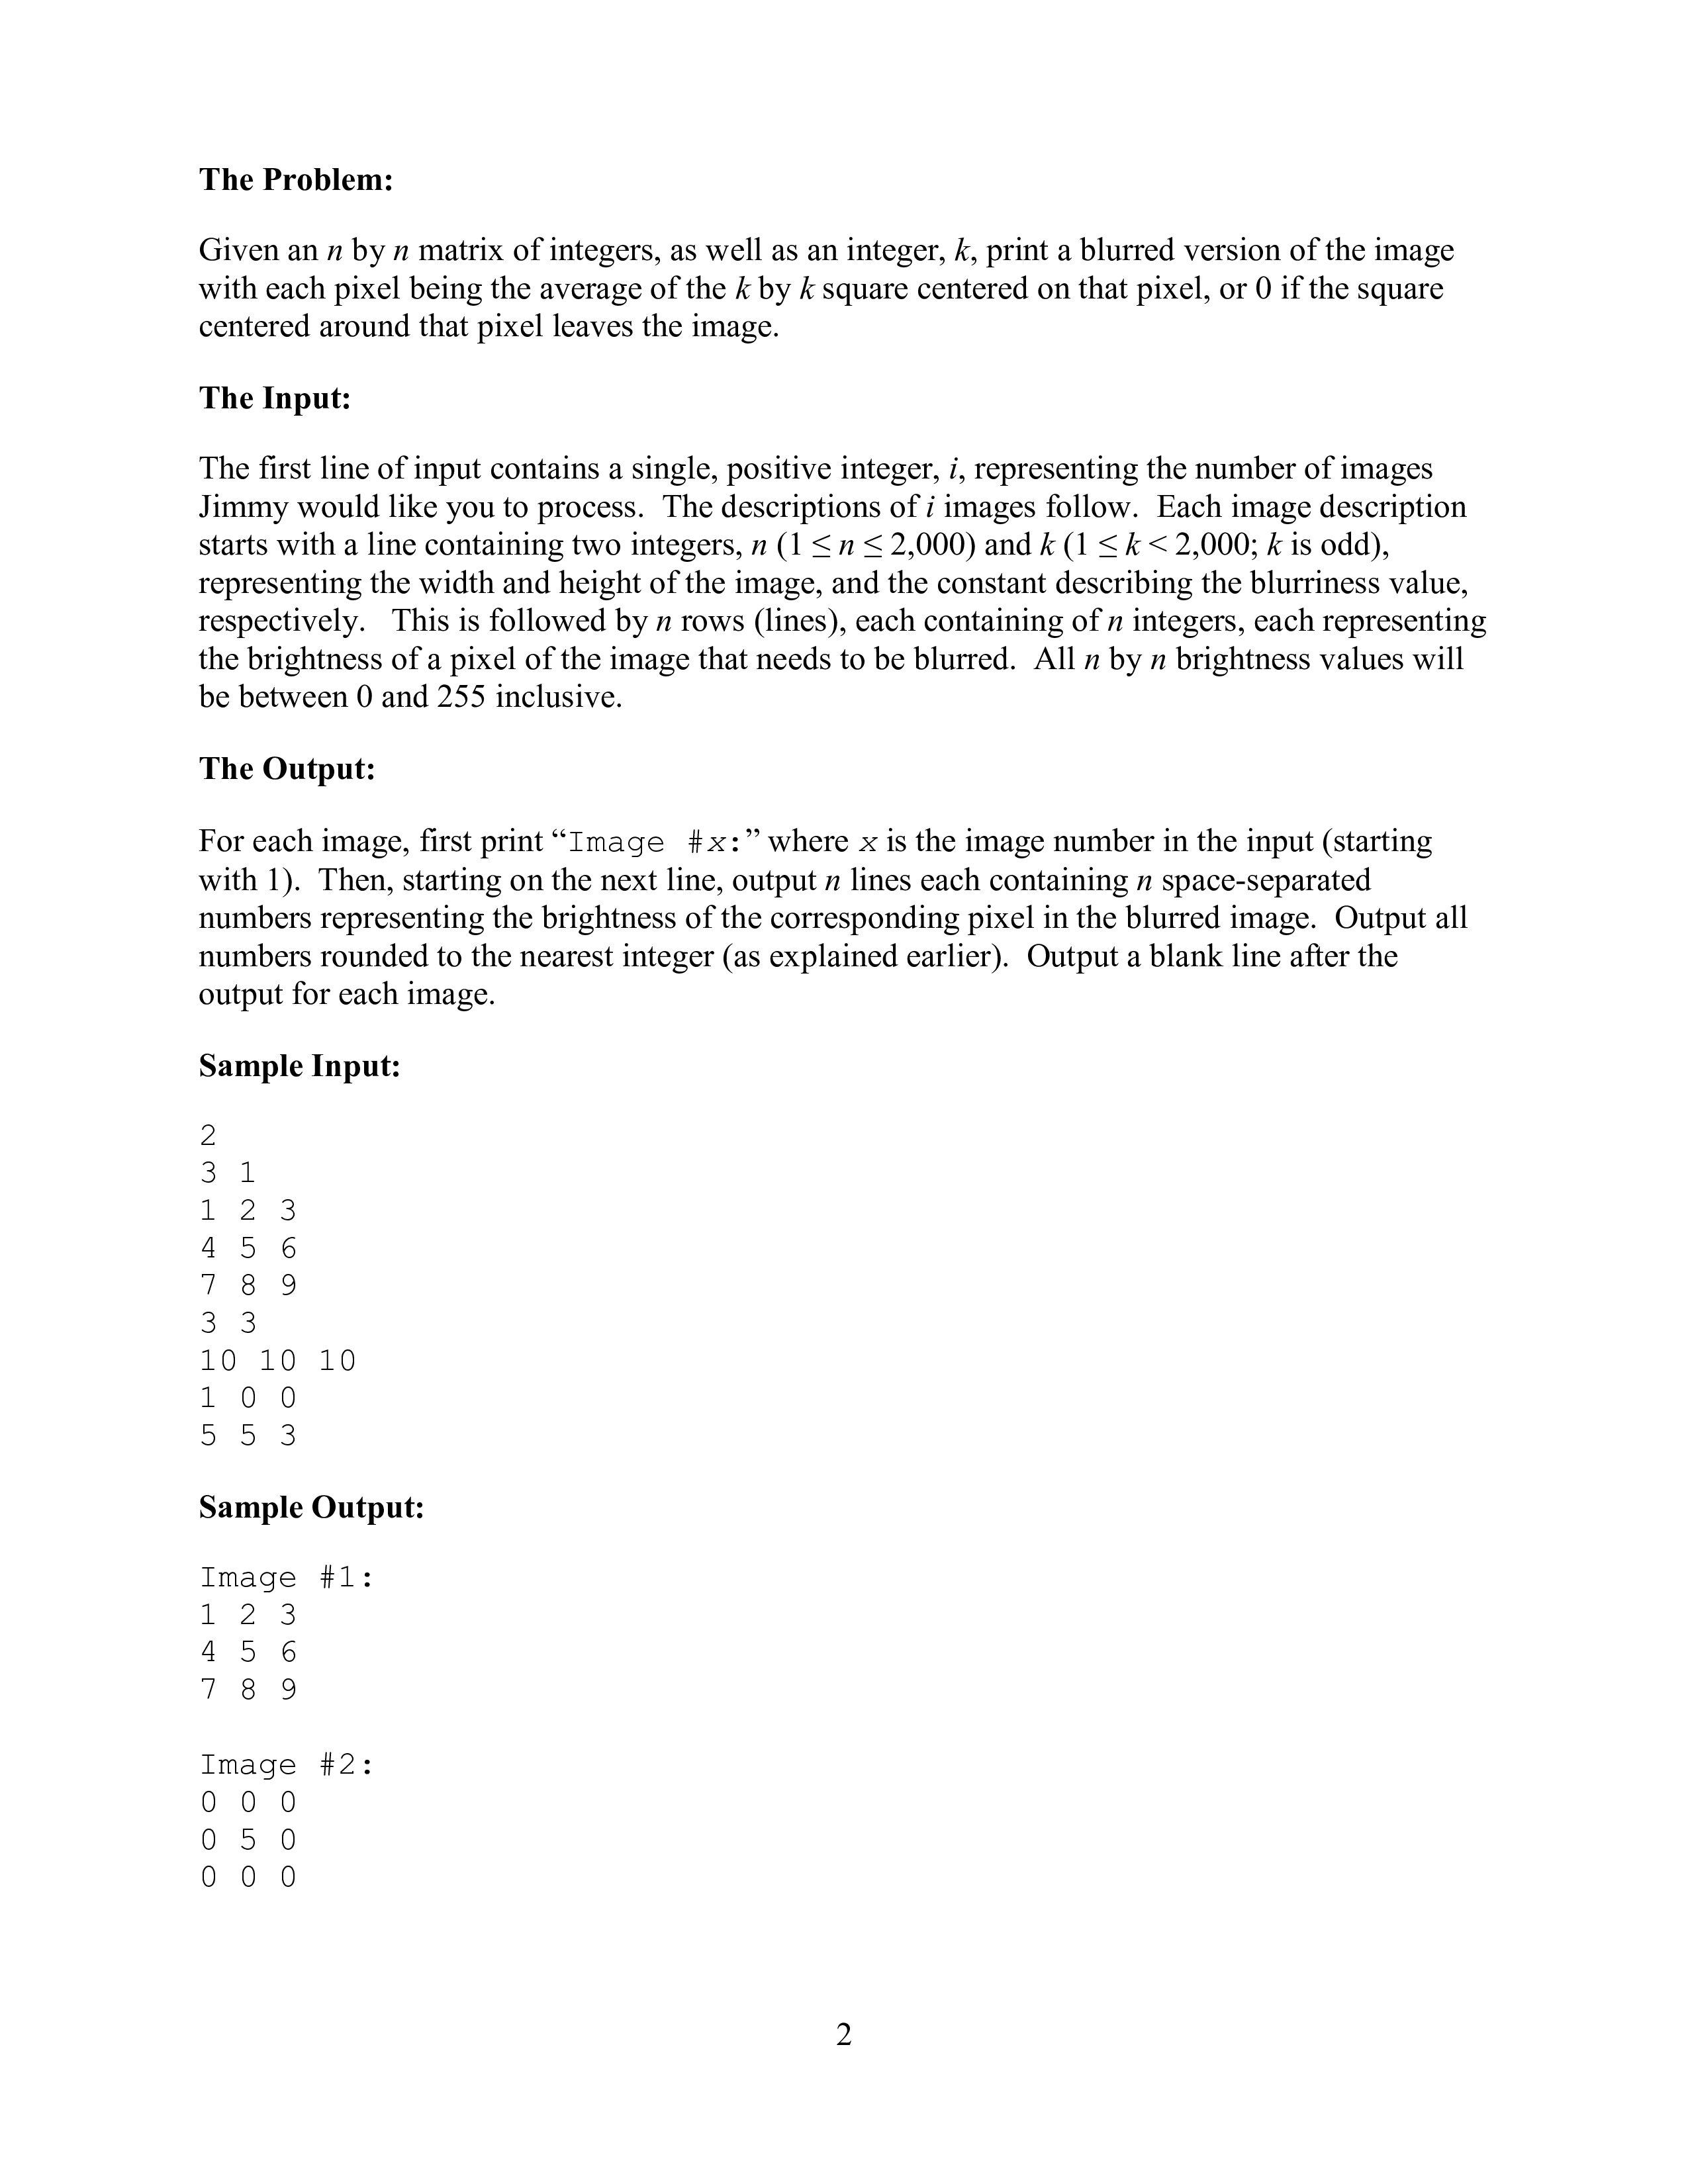 The Problem:
Given an n by n matrix of integers, as well as an integer, k, print a blurred version of the image
with each pixel being the average of the k by k square centered on that pixel, or 0 if the square
centered around that pixel leaves the image.
The Input:
The first line of input contains a single, positive integer, i, representing the number of images
Jimmy would like you to process.  The descriptions of i images follow.  Each image description
starts with a line containing two integers, n (1 ≤ n ≤ 2,000) and k (1 ≤ k < 2,000; k is odd),
representing the width and height of the image, and the constant describing the blurriness value,
respectively.   This is followed by n rows (lines), each containing of n integers, each representing
the brightness of a pixel of the image that needs to be blurred.  All n by n brightness values will
be between 0 and 255 inclusive.
The Output:
For each image, first print “Image #x:” where x is the image number in the input (starting
with 1).  Then, starting on the next line, output n lines each containing n space-separated
numbers representing the brightness of the corresponding pixel in the blurred image.  Output all
numbers rounded to the nearest integer (as explained earlier).  Output a blank line after the
output for each image.
Sample Input:
2
3 1
1 2 3
4 5 6
7 8 9
3 3
10 10 10
1 0 0
5 5 3
Sample Output:
Image #1:
1 2 3
4 5 6
7 8 9
Image #2:
0 0 0
0 5 0
0 0 0
2